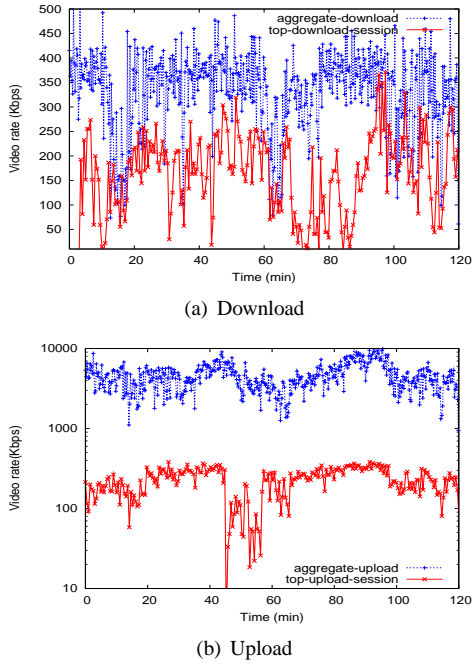 500
450
400
350
300
250
200
150
100
50
Video rate (Kbps)
aggregate-download
top-download-session
0 20 40 60 80 100 120
Time (min)
(a) Download
10000
1000
100
10
Video rate(Kbps)
aggregate-upload
top-upload-session
0 20 40 60 80 100 120
Time (min)
(b) Upload